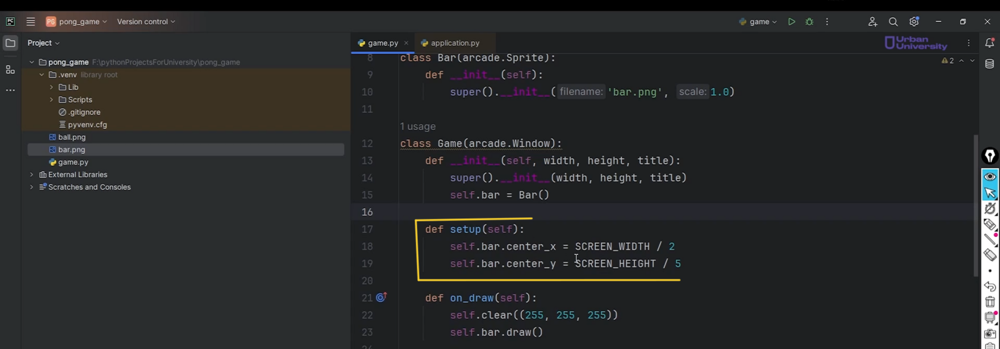 PC PG pong_game Version control game
Project
game.py
application.py
Urban University
pong_game F:\pythonProjectsForUniversity\pong_game
.venv library root
Lib
Scripts
.gitignore
pyvenv.cfg
ball.png
bar.png
game.py
External Libraries
Scratches and Consoles
2
8 class Bar(arcade.Sprite):
9 def __init__(self):
10 super().__init__(filename: 'bar.png', scale: 1.0)
11
1 usage
12 class Game(arcade.Window):
13 def __init__(self, width, height, title):
14 super().__init__(width, height, title)
15 self.bar = Bar()
16
17 def setup(self):
18 self.bar.center_x = SCREEN_WIDTH / 2
19 self.bar.center_y = SCREEN_HEIGHT / 5
20
21 def on_draw(self):
22 self.clear((255, 255, 255))
23 self.bar.draw()